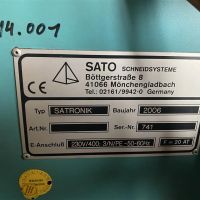 14.001
SATO SCHNEIDSYSTEME
Böttgerstraße 8
41066 Mönchengladbach
Tel. 02161/9942-0 Germany
Typ SATRONIK Baujahr 2006
Art.Nr. Ser.-Nr. 741
E-Anschluß 230V/400, 3/N/PE ~50-60Hz, F = 20 AT